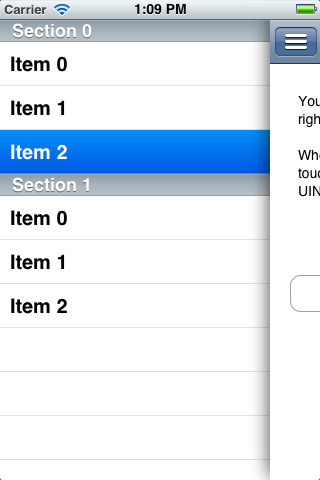 Carrier 1:09 PM
Section 0
Item 0
Item 1
Item 2
Section 1
Item 0
Item 1
Item 2
You
righ
Whe
touc
UIN